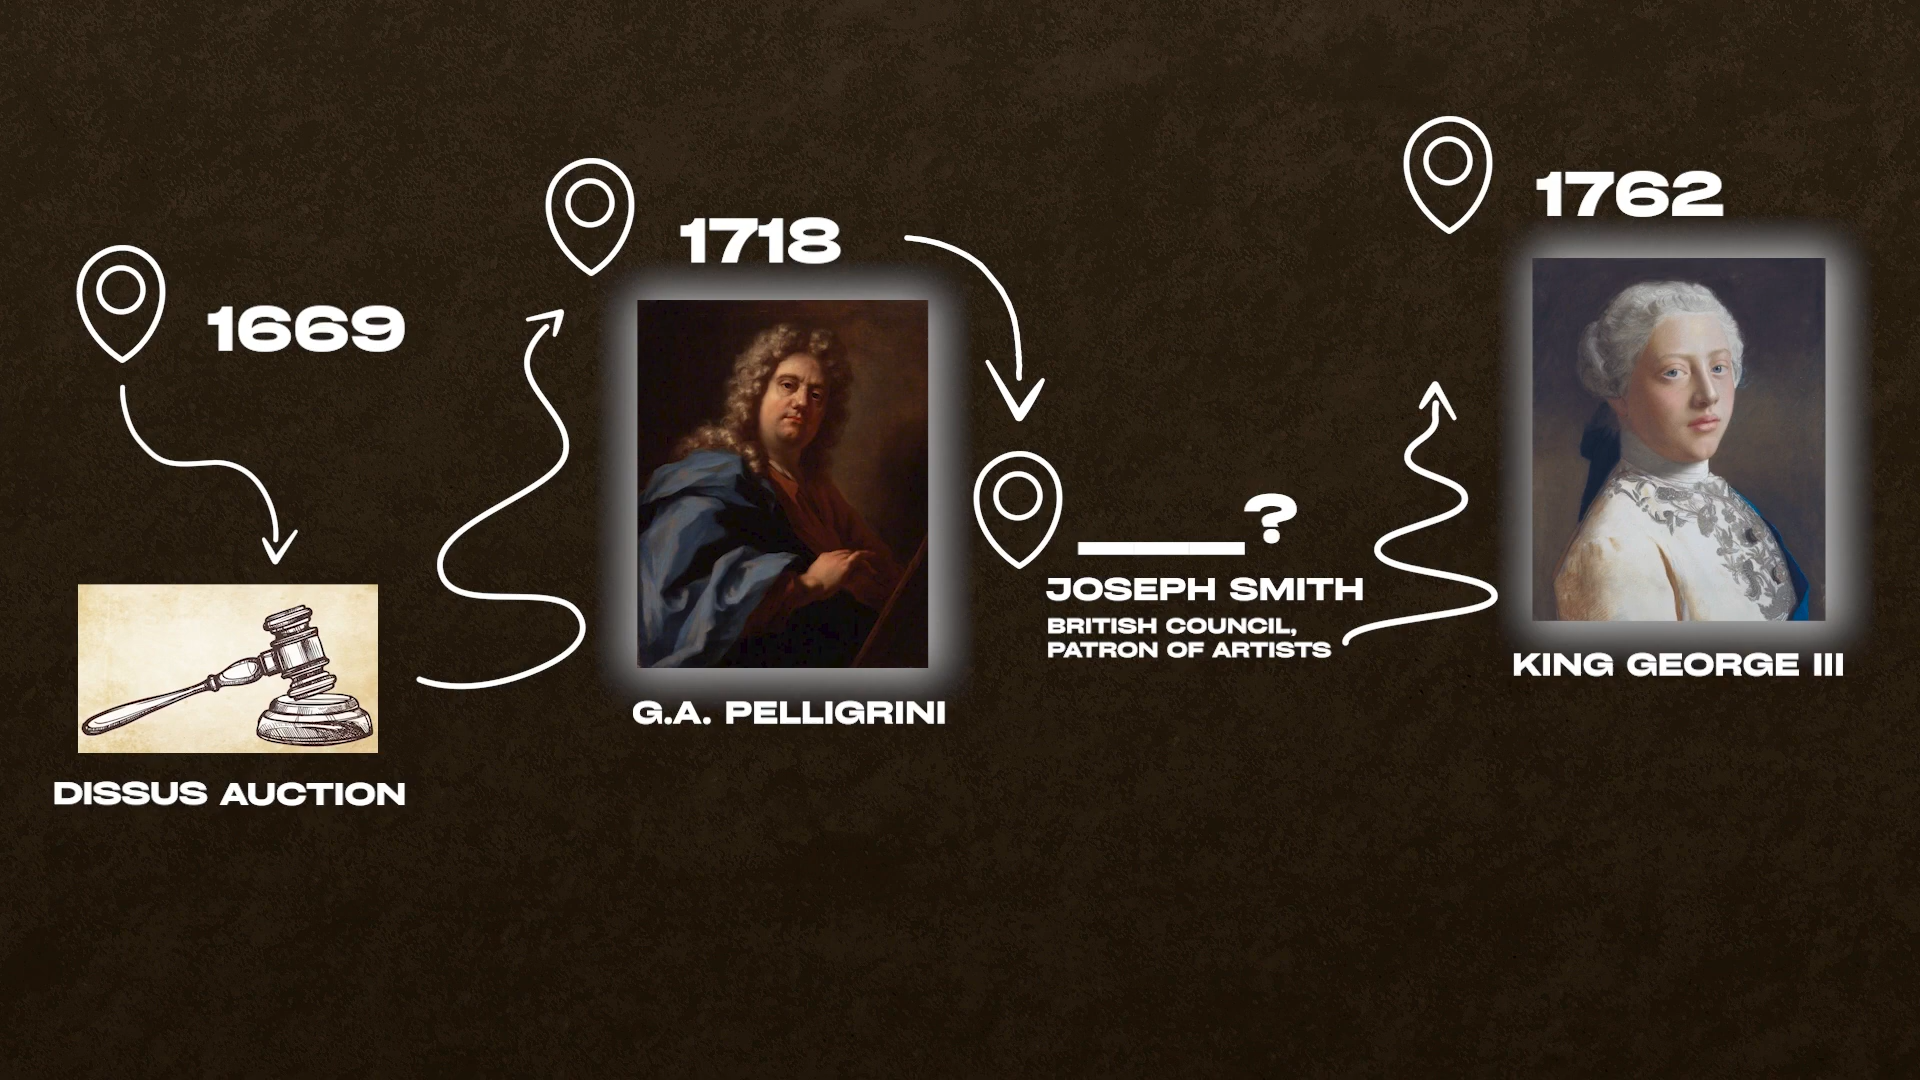 1669
DISSUS AUCTION
1718
G.A. PELLIGRINI
____?
JOSEPH SMITH
BRITISH COUNCIL,
PATRON OF ARTISTS
1762
KING GEORGE III